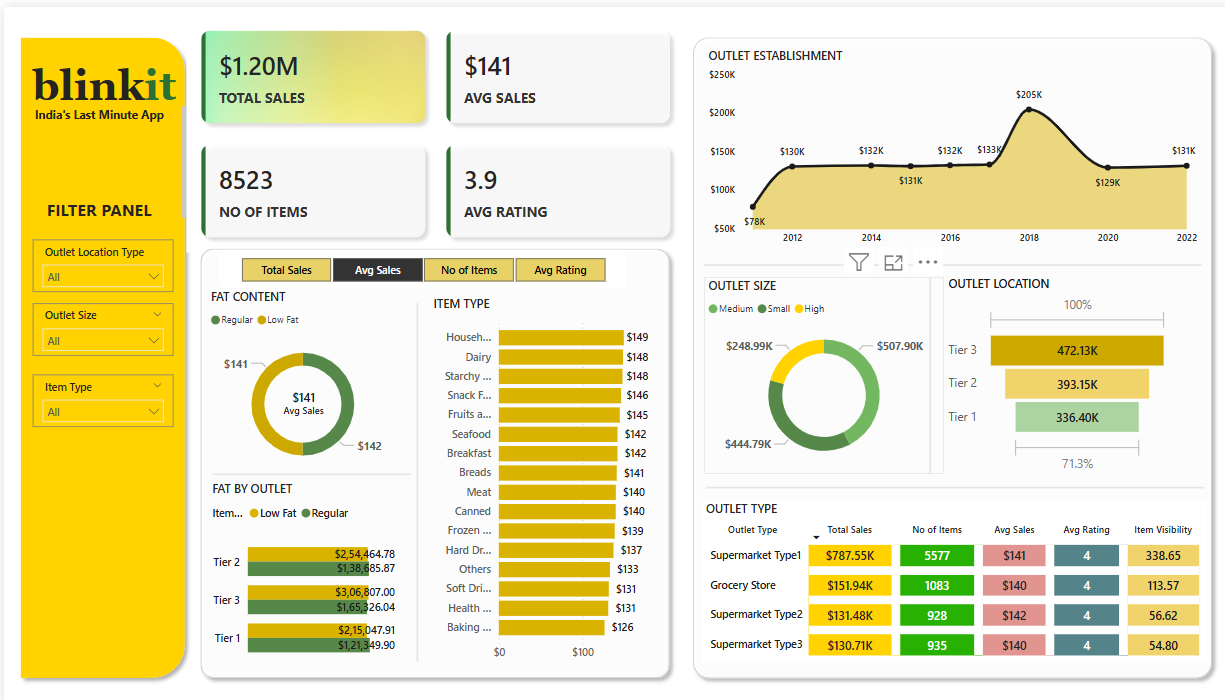 blinkit
India's Last Minute App
FILTER PANEL
Outlet Location Type
All
Outlet Size
All
Item Type
All
$1.20M
TOTAL SALES
$141
AVG SALES
8523
NO OF ITEMS
3.9
AVG RATING
Total Sales Avg Sales No of Items Avg Rating
FAT CONTENT
Regular Low Fat
$141
$141
Avg Sales
$142
FAT BY OUTLET
Item... Low Fat Regular
Tier 2 $2,54,464.78
$1,38,685.87
Tier 3 $3,06,807.00
$1,65,326.04
Tier 1 $2,15,047.91
$1,21,349.90
ITEM TYPE
Househ... $149
Dairy $148
Starchy ... $148
Snack F... $146
Fruits a... $145
Seafood $142
Breakfast $142
Breads $141
Meat $140
Canned $140
Frozen ... $139
Hard Dr... $137
Others $133
Soft Dri... $131
Health ... $131
Baking ... $126
$0 $100
OUTLET ESTABLISHMENT
$250K
$200K
$150K
$100K
$50K
$78K
$130K
$132K
$131K
$132K
$133K
$205K
$129K
$131K
2012 2014 2016 2018 2020 2022
OUTLET SIZE
Medium Small High
$248.99K
$507.90K
$444.79K
OUTLET LOCATION
100%
Tier 3 472.13K
Tier 2 393.15K
Tier 1 336.40K
71.3%
OUTLET TYPE
Outlet Type Total Sales No of Items Avg Sales Avg Rating Item Visibility
Supermarket Type1 $787.55K 5577 $141 4 338.65
Grocery Store $151.94K 1083 $140 4 113.57
Supermarket Type2 $131.48K 928 $142 4 56.62
Supermarket Type3 $130.71K 935 $140 4 54.80